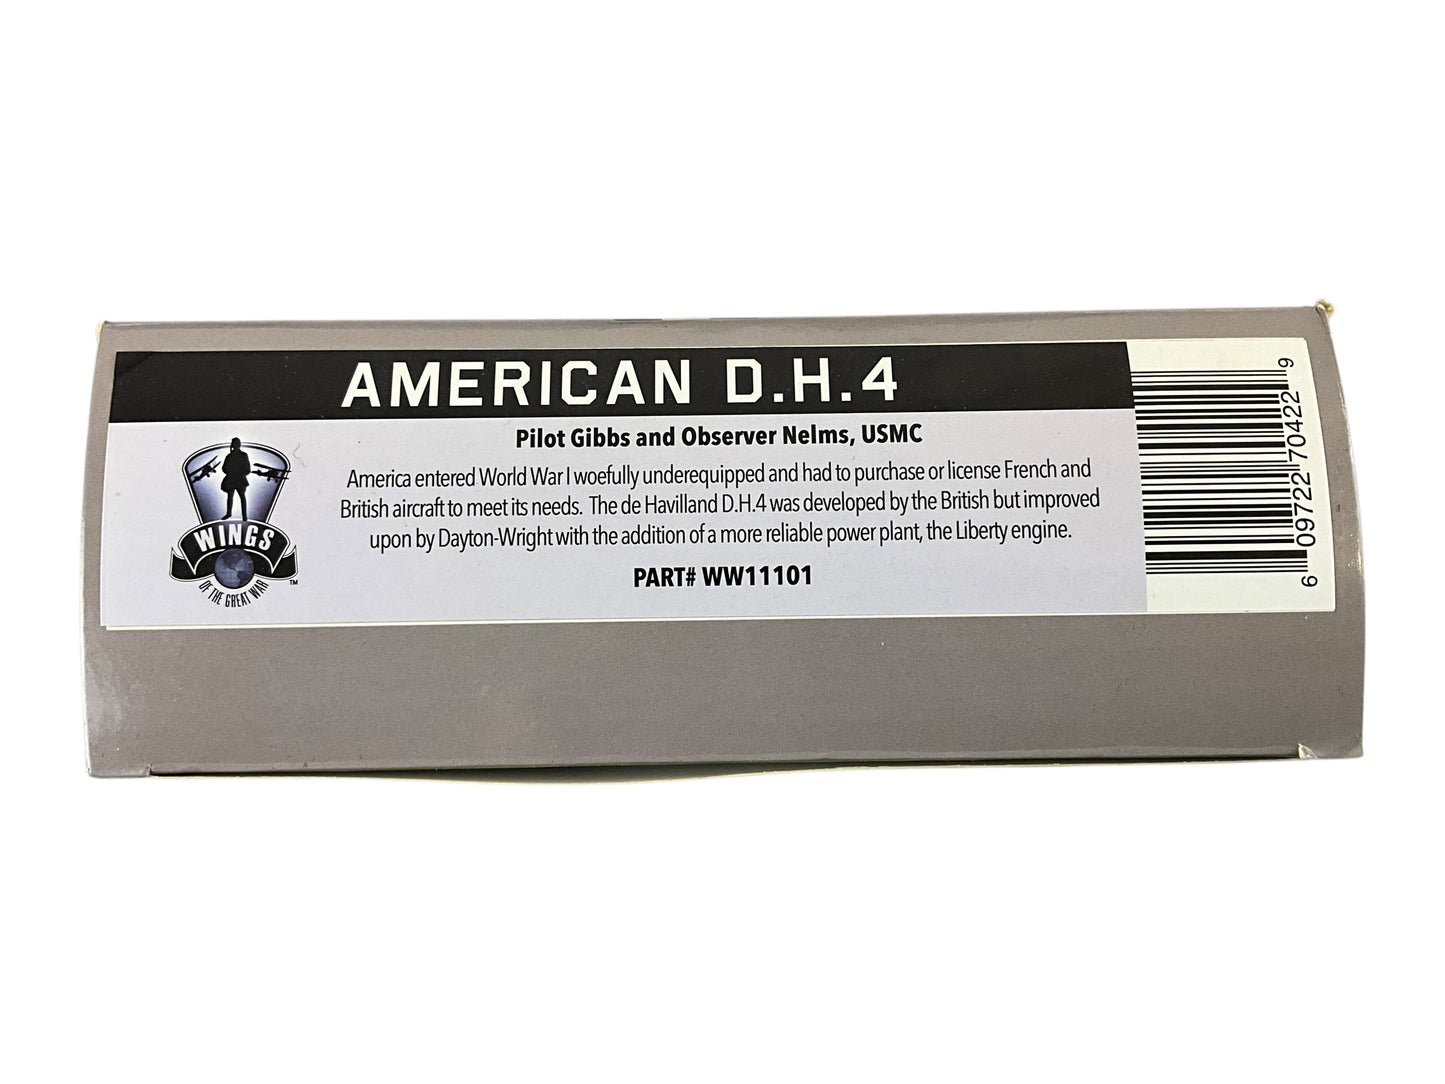 AMERICAN D.H.4
Pilot Gibbs and Observer Nelms, USMC
America entered World War I woefully underequipped and had to purchase or license French and
British aircraft to meet its needs. The de Havilland D.H.4 was developed by the British but improved
upon by Dayton-Wright with the addition of a more reliable power plant, the Liberty engine.
PART# WW11101
WINGS
OF THE GREAT WAR
™
6 09722 70422 9